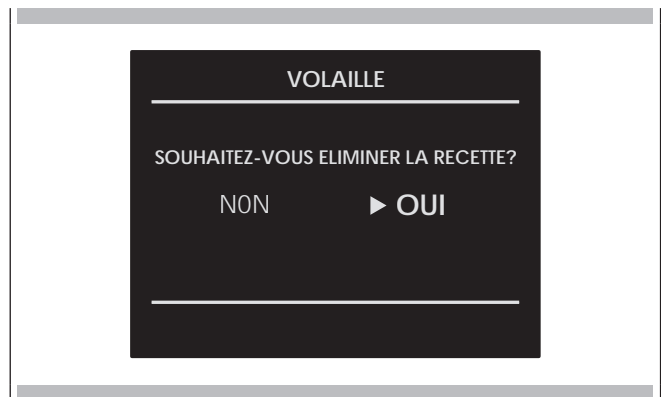 VOLAILLE
SOUHAITEZ-VOUS ELIMINER LA RECETTE?
N0N ▶ OUI